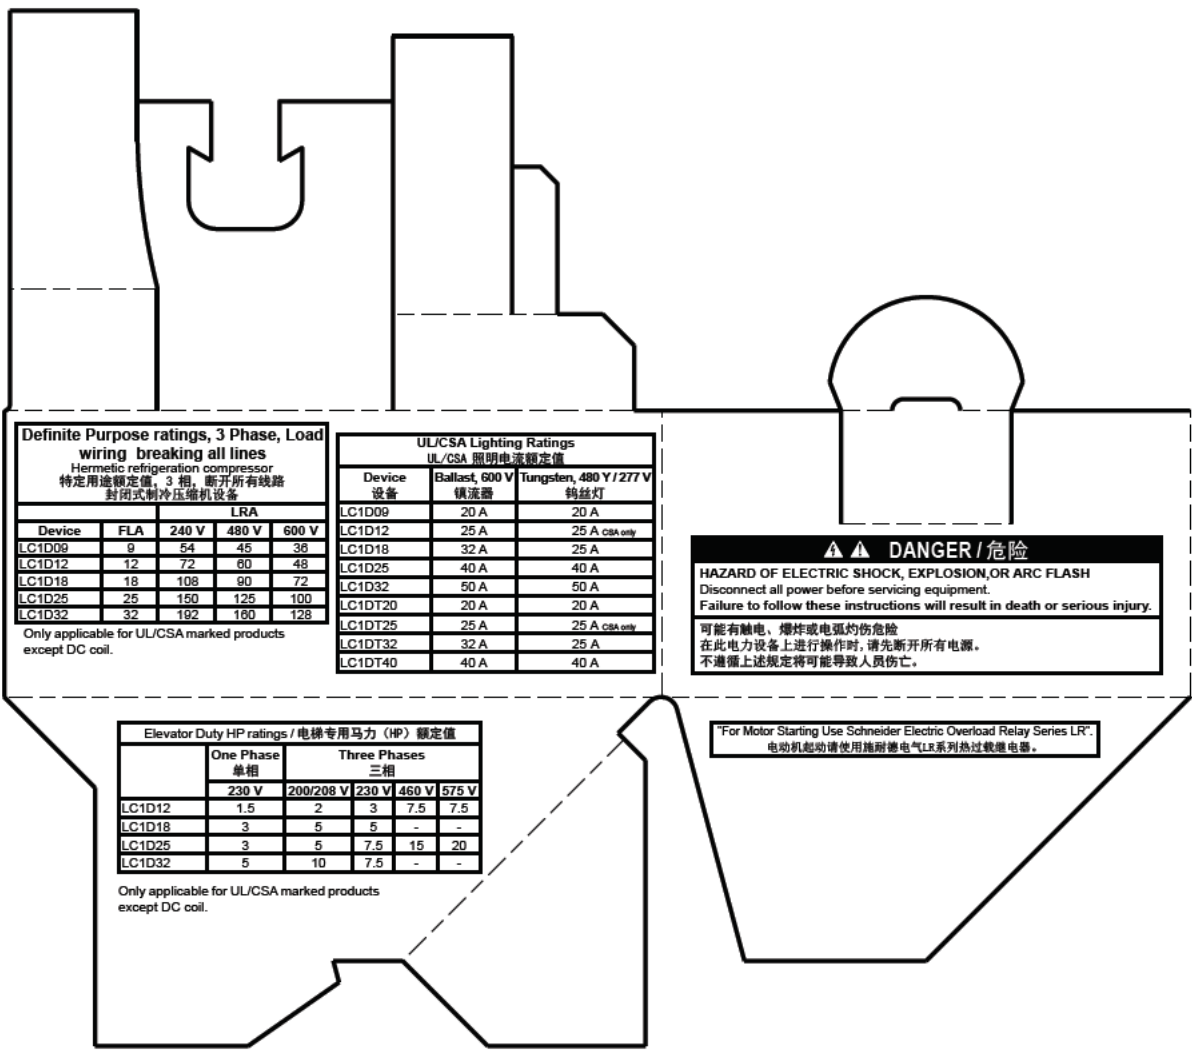 Definite Purpose ratings, 3 Phase, Load
wiring breaking all lines
Hermetic refrigeration compressor
特定用途额定值, 3 相, 断开所有线路
封闭式制冷压缩机设备
LRA
Device FLA 240 V 480 V 600 V
LC1D09 9 54 45 36
LC1D12 12 72 60 48
LC1D18 18 108 90 72
LC1D25 25 150 125 100
LC1D32 32 192 160 128
Only applicable for UL/CSA marked products
except DC coil.
UL/CSA Lighting Ratings
UL/CSA 照明电流额定值
Device Ballast, 600 V Tungsten, 480 Y / 277 V
设备 镇流器 钨丝灯
LC1D09 20 A 20 A
LC1D12 25 A 25 A CSA only
LC1D18 32 A 25 A
LC1D25 40 A 40 A
LC1D32 50 A 50 A
LC1DT20 20 A 20 A
LC1DT25 25 A 25 A CSA only
LC1DT32 32 A 25 A
LC1DT40 40 A 40 A
DANGER / 危险
HAZARD OF ELECTRIC SHOCK, EXPLOSION,OR ARC FLASH
Disconnect all power before servicing equipment.
Failure to follow these instructions will result in death or serious injury.
可能有触电、爆炸或电弧灼伤危险
在此电力设备上进行操作时, 请先断开所有电源。
不遵循上述规定将可能导致人员伤亡。
Elevator Duty HP ratings / 电梯专用马力（HP）额定值
One Phase Three Phases
单相 三相
230 V 200/208 V 230 V 460 V 575 V
LC1D12 1.5 2 3 7.5 7.5
LC1D18 3 5 5 - -
LC1D25 3 5 7.5 15 20
LC1D32 5 10 7.5 - -
Only applicable for UL/CSA marked products
except DC coil.
"For Motor Starting Use Schneider Electric Overload Relay Series LR".
电动机起动请使用施耐德电气LR系列热过载继电器。